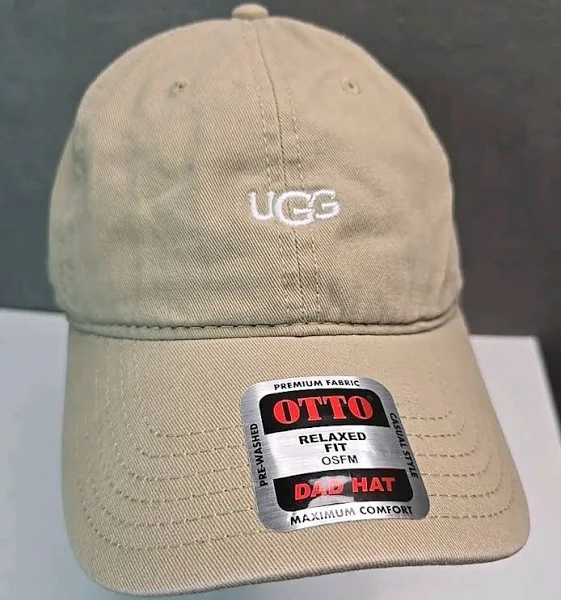 UGG
PREMIUM FABRIC
OTTO
PRE-WASHED
RELAXED
FIT
OSFM
CASUAL STYLE
DAD HAT
MAXIMUM COMFORT